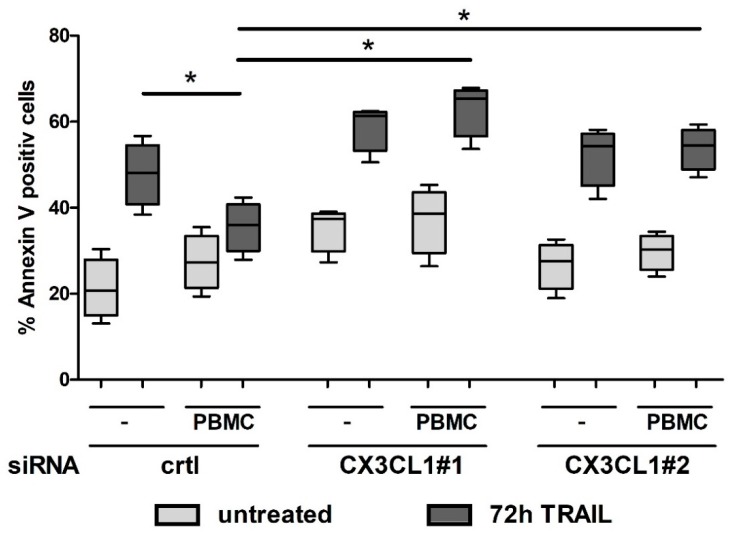 *
*
*
% Annexin V positiv cells
80
60
40
20
0
- PBMC - PBMC - PBMC
siRNA crtl CX3CL1#1 CX3CL1#2
untreated 72h TRAIL